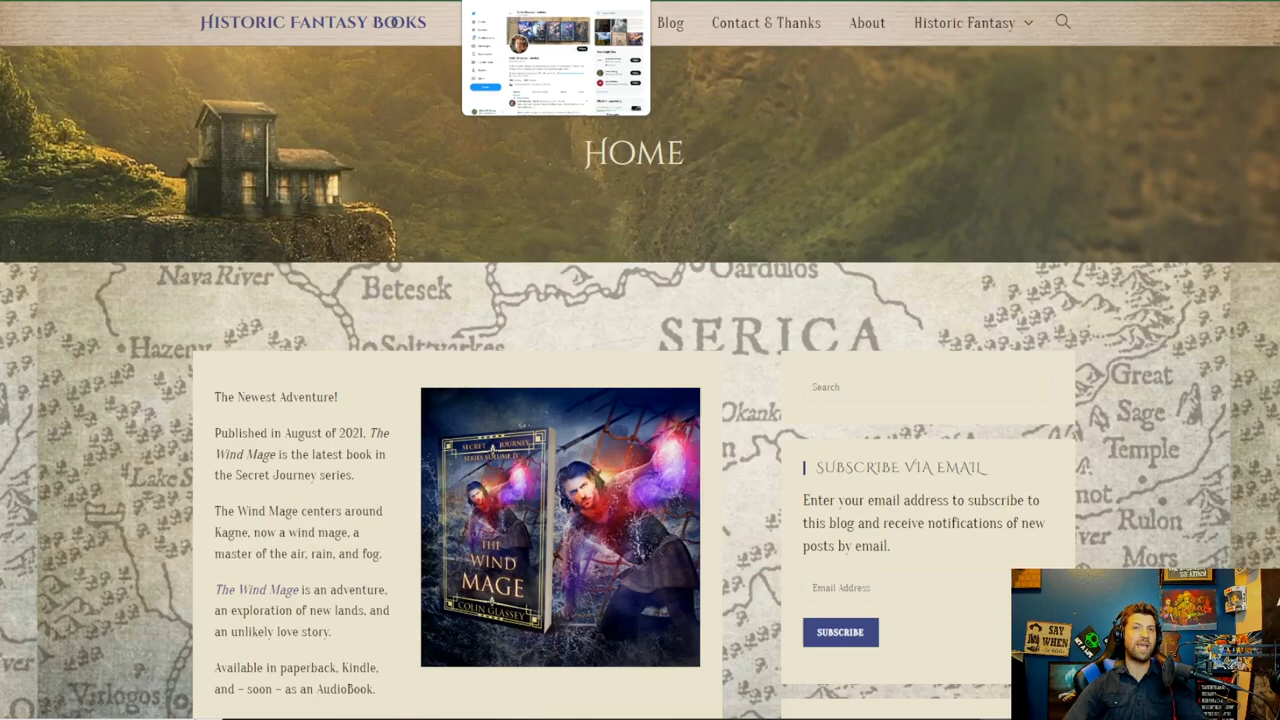 HISTORIC FANTASY BOOKS
Blog
Contact & Thanks
About
Historic Fantasy
HOME
Nava River
Betesek
Oardulos
Hazeny
Soltvarkes
SERICA
Great
Sage
Temple
Rulon
Virlogos
The Newest Adventure!
Published in August of 2021, The
Wind Mage is the latest book in
the Secret Journey series.
The Wind Mage centers around
Kagne, now a wind mage, a
master of the air, rain, and fog.
The Wind Mage is an adventure,
an exploration of new lands, and
an unlikely love story.
Available in paperback, Kindle,
and – soon – as an AudioBook.
SECRET JOURNEY
SERIES VOLUME IV
THE
WIND
MAGE
COLIN GLASSEY
Search
SUBSCRIBE VIA EMAIL
Enter your email address to subscribe to
this blog and receive notifications of new
posts by email.
Email Address
SUBSCRIBE
SAY
WHEN